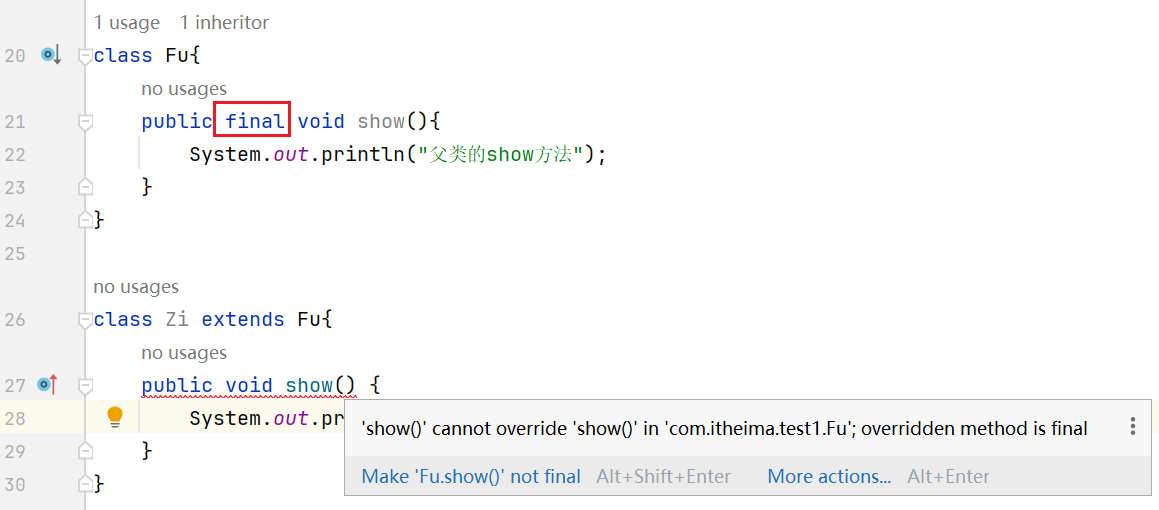 1 usage 1 inheritor
20 class Fu{
no usages
21 public final void show(){
22 System.out.println("父类的show方法");
23 }
24 }
25
no usages
26 class Zi extends Fu{
no usages
27 public void show() {
28 System.out.pr
'show()' cannot override 'show()' in 'com.itheima.test1.Fu'; overridden method is final
29 }
Make 'Fu.show()' not final Alt+Shift+Enter More actions... Alt+Enter
30 }